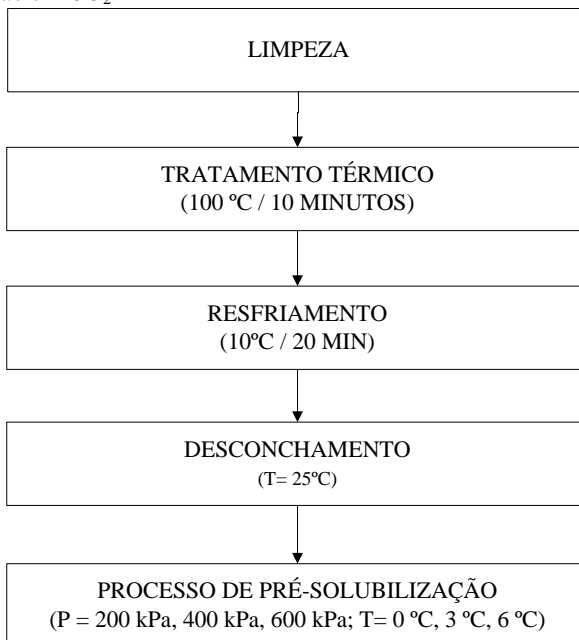 LIMPEZA
TRATAMENTO TÉRMICO
(100 ºC / 10 MINUTOS)
RESFRIAMENTO
(10ºC / 20 MIN)
DESCONCHAMENTO
(T= 25ºC)
PROCESSO DE PRÉ-SOLUBILIZAÇÃO
(P = 200 kPa, 400 kPa, 600 kPa; T= 0 ºC, 3 ºC, 6 ºC)